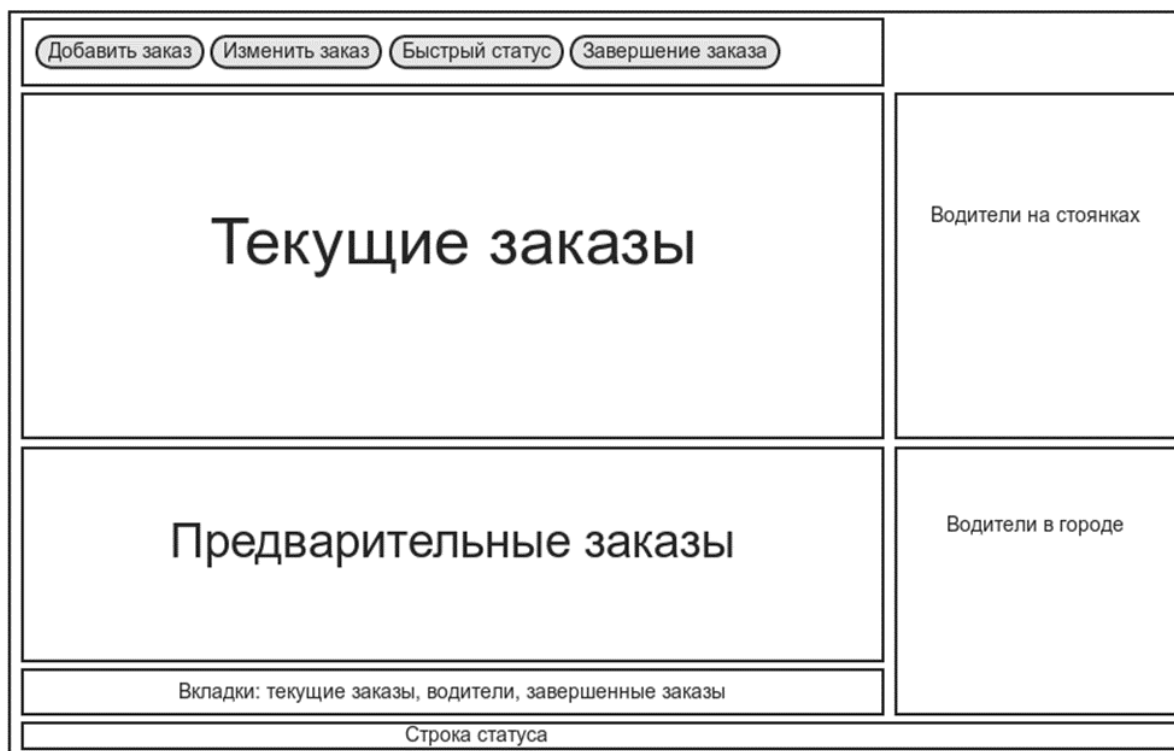 Добавить заказ Изменить заказ Быстрый статус Завершение заказа
Текущие заказы
Водители на стоянках
Предварительные заказы
Водители в городе
Вкладки: текущие заказы, водители, завершенные заказы
Строка статуса